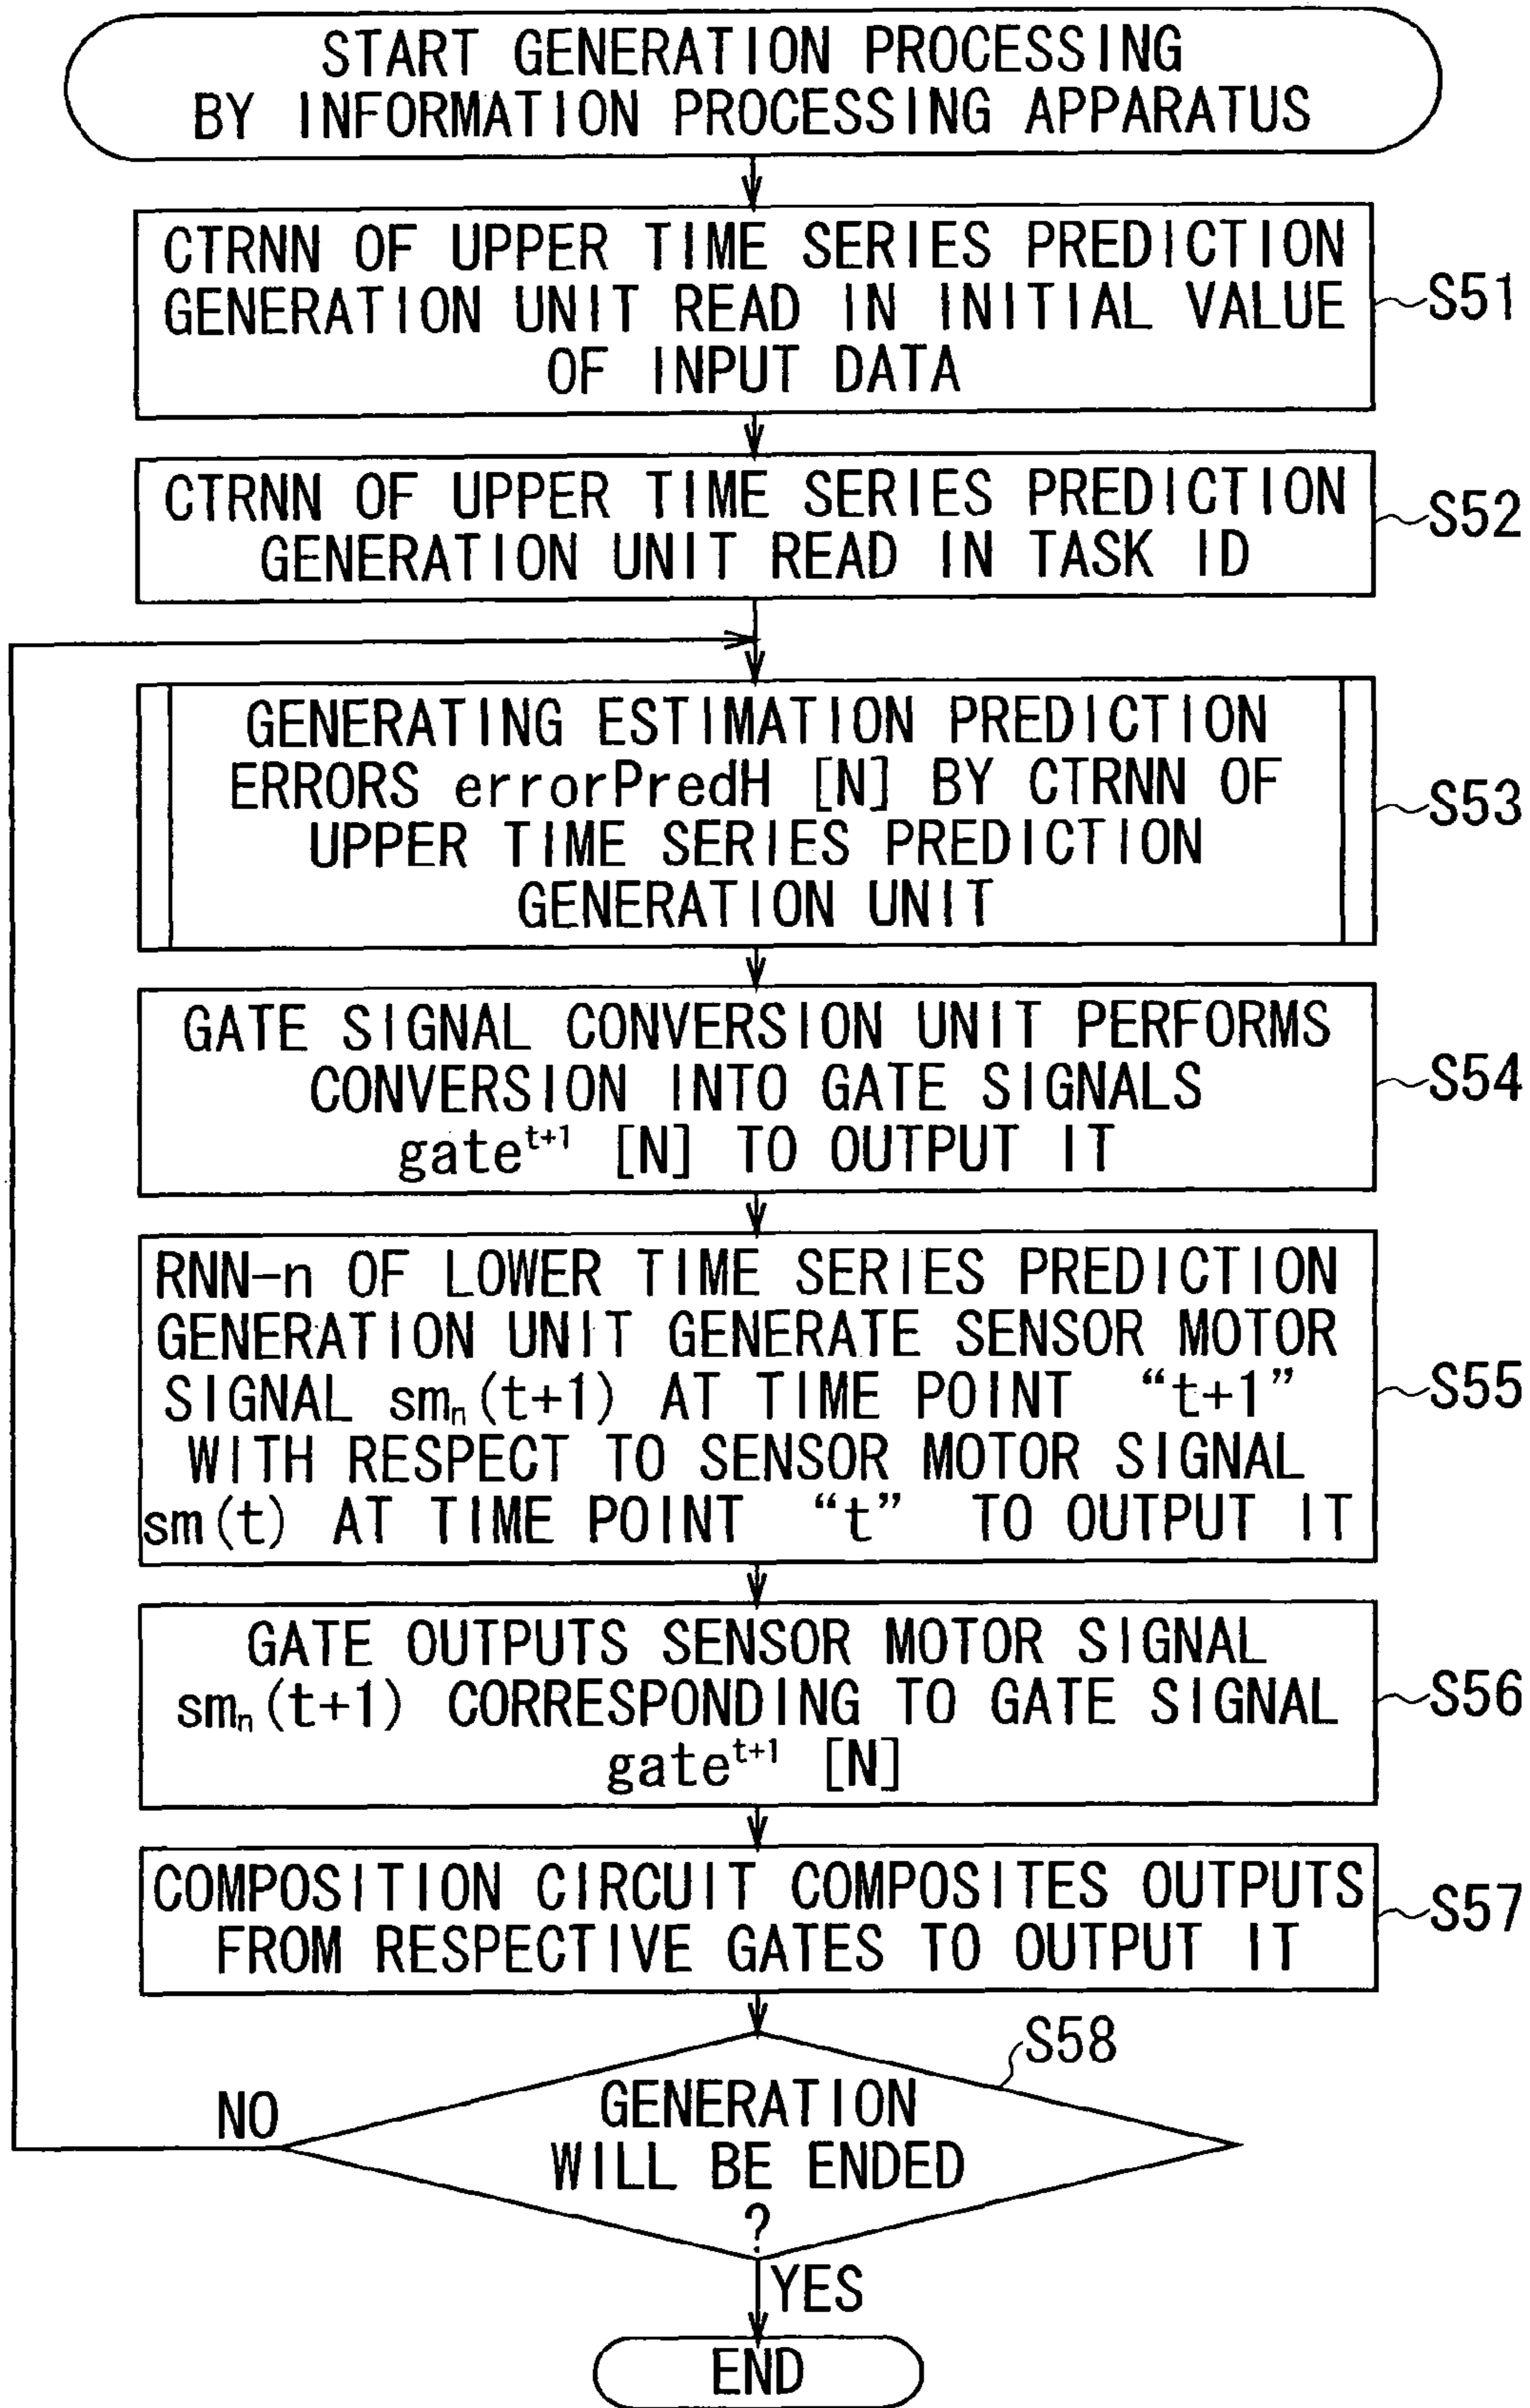 START GENERATION PROCESSING
BY INFORMATION PROCESSING APPARATUS
CTRNN OF UPPER TIME SERIES PREDICTION
GENERATION UNIT READ IN INITIAL VALUE
OF INPUT DATA
S51
CTRNN OF UPPER TIME SERIES PREDICTION
GENERATION UNIT READ IN TASK ID
S52
GENERATING ESTIMATION PREDICTION
ERRORS errorPredH [N] BY CTRNN OF
UPPER TIME SERIES PREDICTION
GENERATION UNIT
S53
GATE SIGNAL CONVERSION UNIT PERFORMS
CONVERSION INTO GATE SIGNALS
gateᵗ⁺¹ [N] TO OUTPUT IT
S54
RNN-n OF LOWER TIME SERIES PREDICTION
GENERATION UNIT GENERATE SENSOR MOTOR
SIGNAL smₙ(t+1) AT TIME POINT “t+1”
WITH RESPECT TO SENSOR MOTOR SIGNAL
sm(t) AT TIME POINT “t” TO OUTPUT IT
S55
GATE OUTPUTS SENSOR MOTOR SIGNAL
smₙ(t+1) CORRESPONDING TO GATE SIGNAL
gateᵗ⁺¹ [N]
S56
COMPOSITION CIRCUIT COMPOSITES OUTPUTS
FROM RESPECTIVE GATES TO OUTPUT IT
S57
S58
GENERATION
WILL BE ENDED
?
NO
YES
END